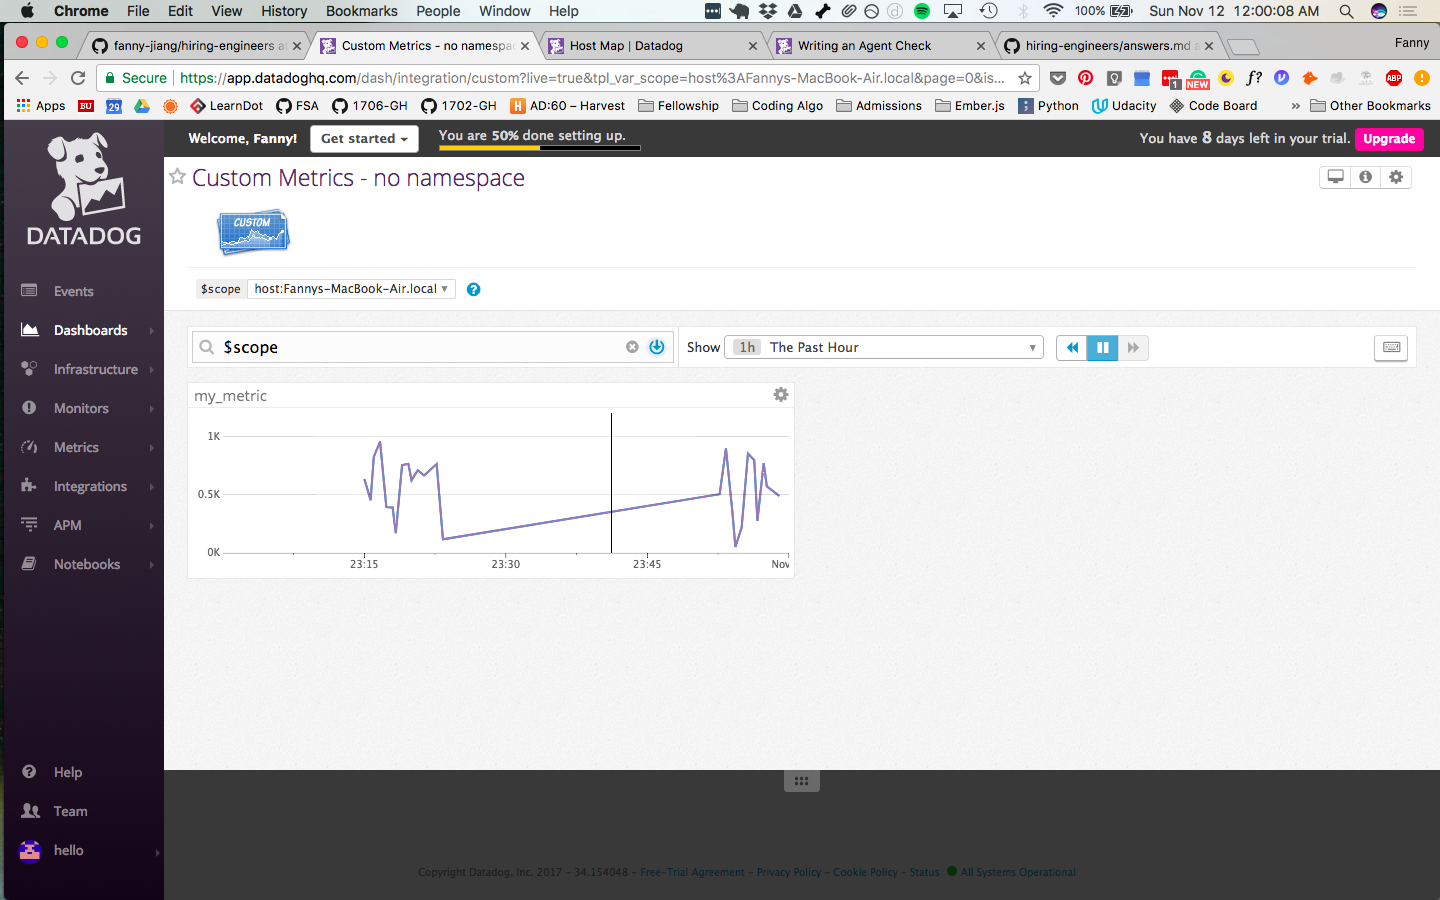 Chrome File Edit View History Bookmarks People Window Help 100% Sun Nov 12 12:00:08 AM
fanny-jiang/hiring-engineers at Custom Metrics - no namespac Host Map | Datadog Writing an Agent Check hiring-engineers/answers.md a Fanny
Secure https://app.datadoghq.com/dash/integration/custom?live=true&tpl_var_scope=host%3AFannys-MacBook-Air.local&page=0&is... f? 1 NEW ABP
Apps BU 29 LearnDot FSA 1706-GH 1702-GH AD:60 – Harvest Fellowship Coding Algo Admissions Ember.js Python Udacity Code Board » Other Bookmarks
Welcome, Fanny! Get started You are 50% done setting up. You have 8 days left in your trial. Upgrade
DATADOG
Events
Dashboards
Infrastructure
Monitors
Metrics
Integrations
APM
Notebooks
Help
Team
hello
Custom Metrics - no namespace
CUSTOM
$scope host:Fannys-MacBook-Air.local
$scope Show 1h The Past Hour
my_metric
1K
0.5K
0K
23:15 23:30 23:45 Nov
Copyright Datadog, Inc. 2017 - 34.154048 - Free-Trial Agreement - Privacy Policy - Cookie Policy - Status All Systems Operational